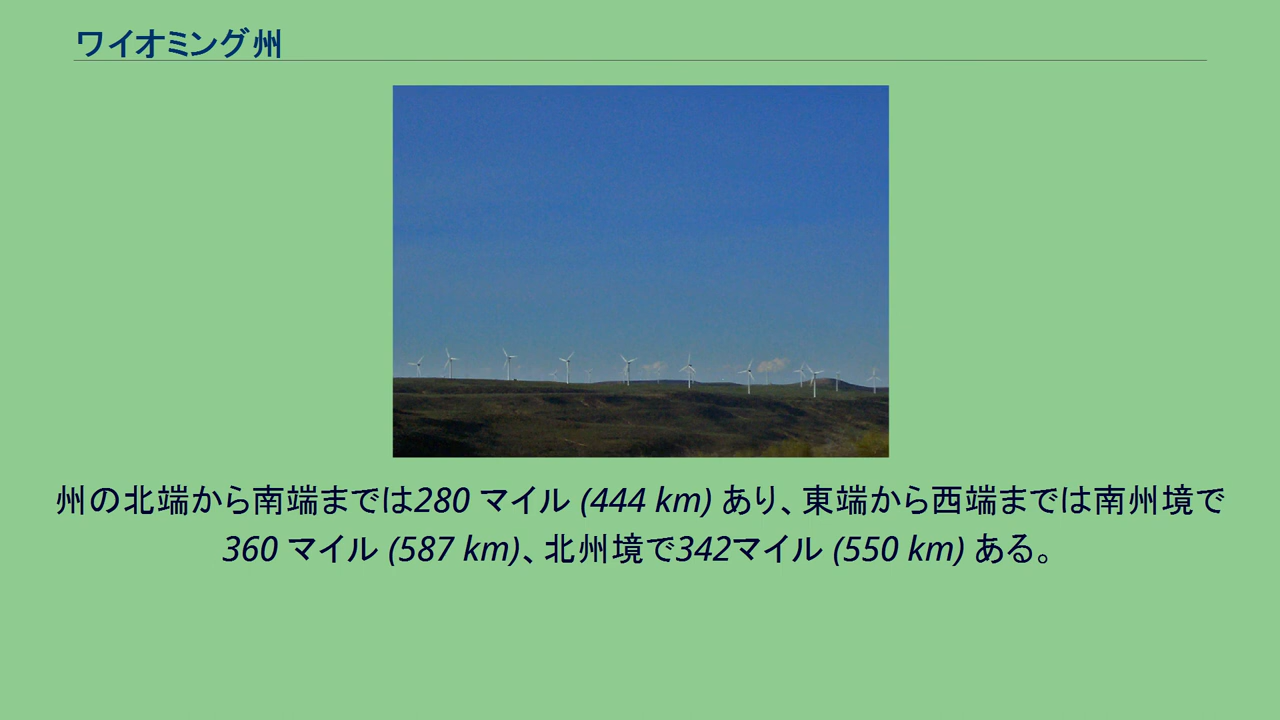 ワイオミング州
州の北端から南端までは280 マイル (444 km) あり、東端から西端までは南州境で
360 マイル (587 km)、北州境で342マイル (550 km) ある。